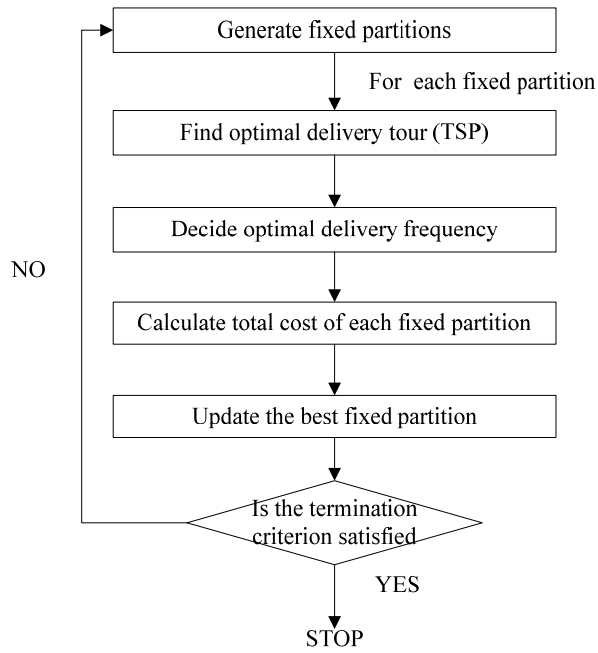 Generate fixed partitions
For each fixed partition
Find optimal delivery tour (TSP)
Decide optimal delivery frequency
NO
Calculate total cost of each fixed partition
Update the best fixed partition
Is the termination
criterion satisfied
YES
STOP